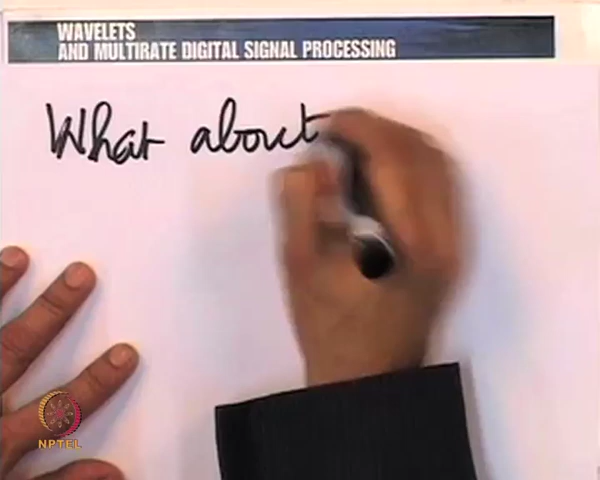 WAVELETS
AND MULTIRATE DIGITAL SIGNAL PROCESSING
What about
NPTEL